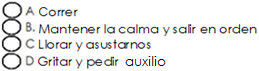 A Correr
B. Mantener la calma y salir en orden
C Llorar y asustarnos
D Gritar y pedir auxilio